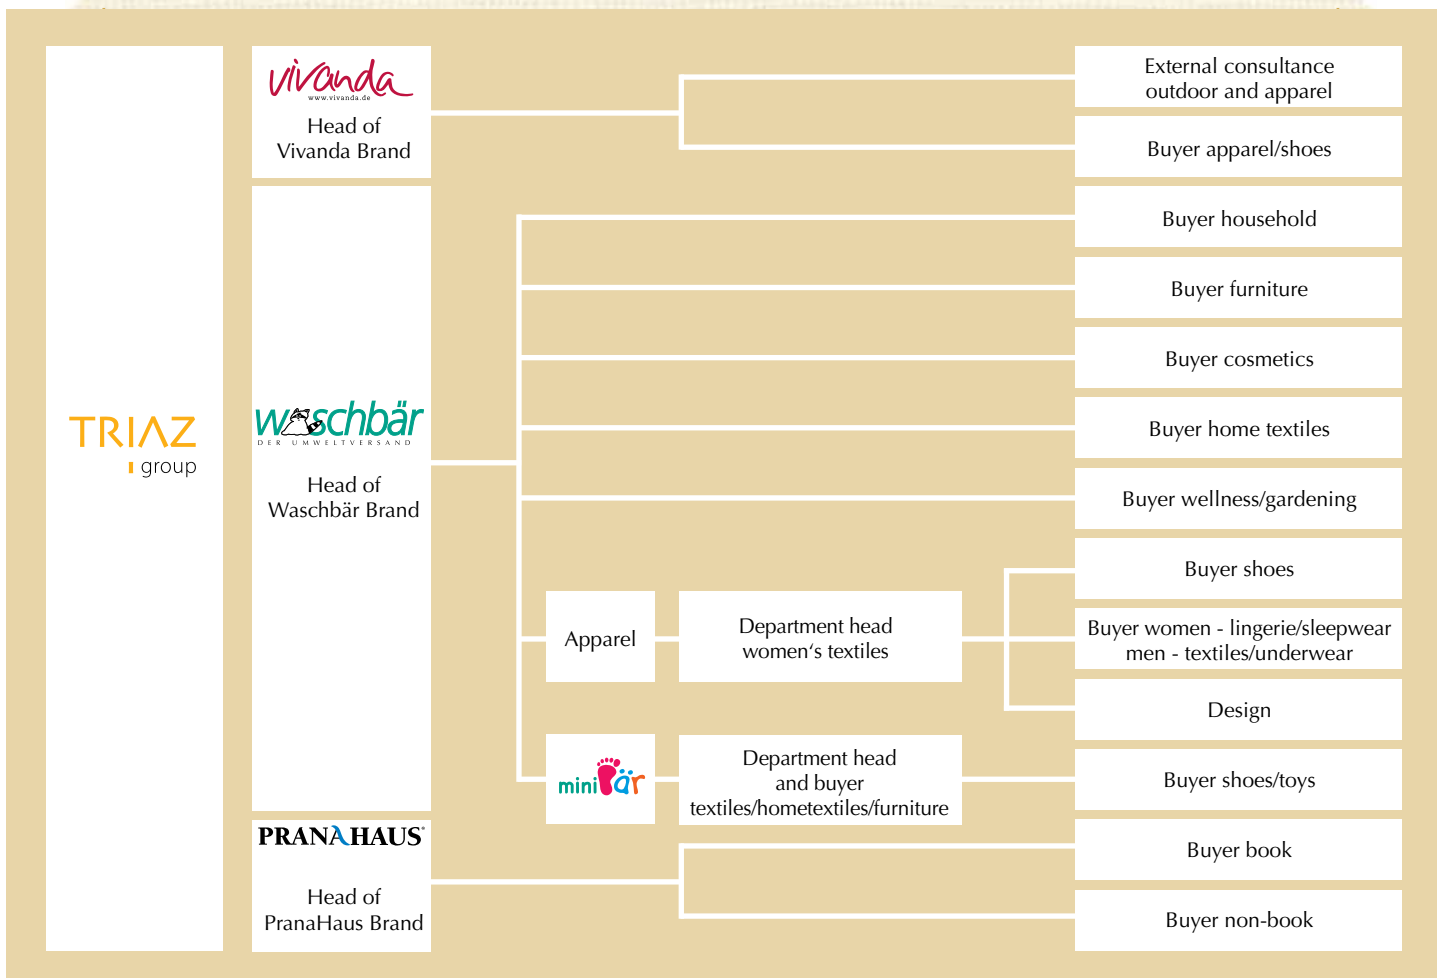 TRIAZ
group
vivanda
www.vivanda.de
Head of
Vivanda Brand
waschbär
DER UMWELTVERSAND
Head of
Waschbär Brand
PRANAHAUS®
Head of
PranaHaus Brand
Apparel
Department head
women‘s textiles
minibär
Department head
and buyer
textiles/hometextiles/furniture
External consultance
outdoor and apparel
Buyer apparel/shoes
Buyer household
Buyer furniture
Buyer cosmetics
Buyer home textiles
Buyer wellness/gardening
Buyer shoes
Buyer women - lingerie/sleepwear
men - textiles/underwear
Design
Buyer shoes/toys
Buyer book
Buyer non-book